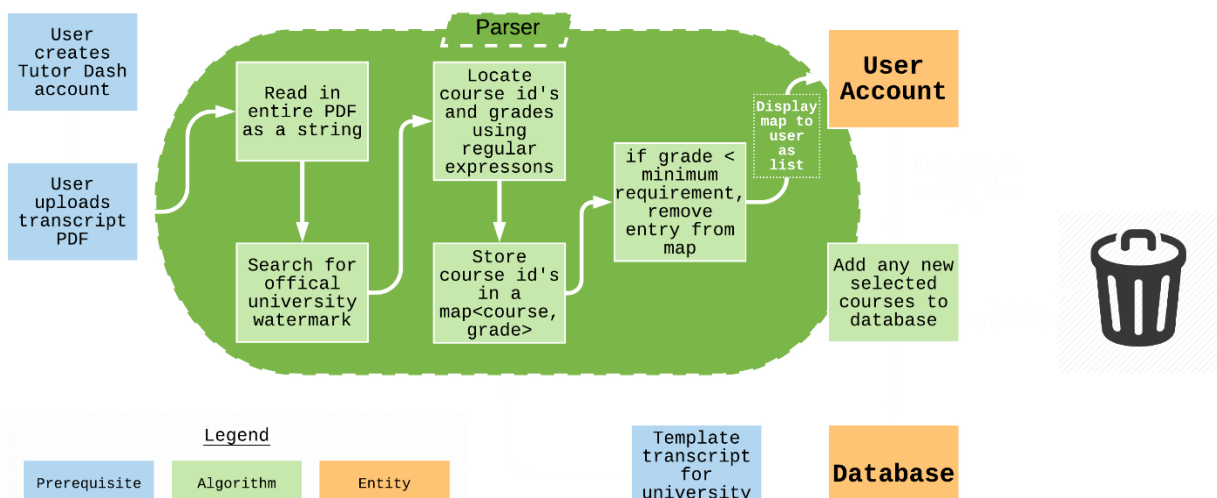 User
creates
Tutor Dash
account
User
uploads
transcript
PDF
Parser
Read in
entire PDF
as a string
Search for
offical
university
watermark
Locate
course id's
and grades
using
regular
expressons
Store
course id's
in a
map<course,
grade>
if grade <
minimum
requirement,
remove
entry from
map
Display
map to
user
as
list
User
Account
Add any new
selected
courses to
database
Database
Template
transcript
for
university
Legend
Prerequisite
Algorithm
Entity